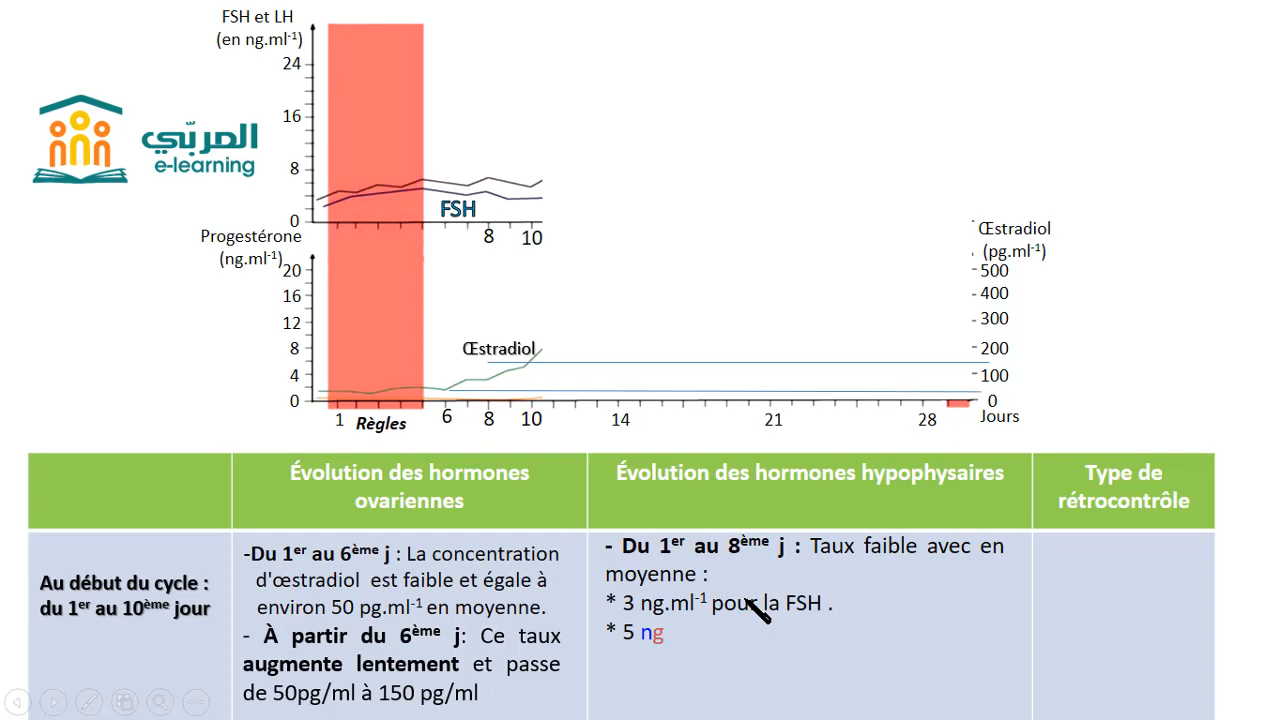 FSH et LH
(en ng.ml-1)
24
16
8
0
FSH
8 10
Progestérone
(ng.ml-1)
20
16
12
8
4
0
Œstradiol
(pg.ml-1)
500
400
300
200
100
0
Œstradiol
1 Règles 6 8 10 14 21 28 Jours
المربّي
e-learning
Évolution des hormones
ovariennes
Évolution des hormones hypophysaires
Type de
rétrocontrôle
Au début du cycle :
du 1er au 10ème jour
-Du 1er au 6ème j : La concentration
d'œstradiol est faible et égale à
environ 50 pg.ml-1 en moyenne.
- À partir du 6ème j: Ce taux
augmente lentement et passe
de 50pg/ml à 150 pg/ml
- Du 1er au 8ème j : Taux faible avec en
moyenne :
* 3 ng.ml-1 pour la FSH .
* 5 ng